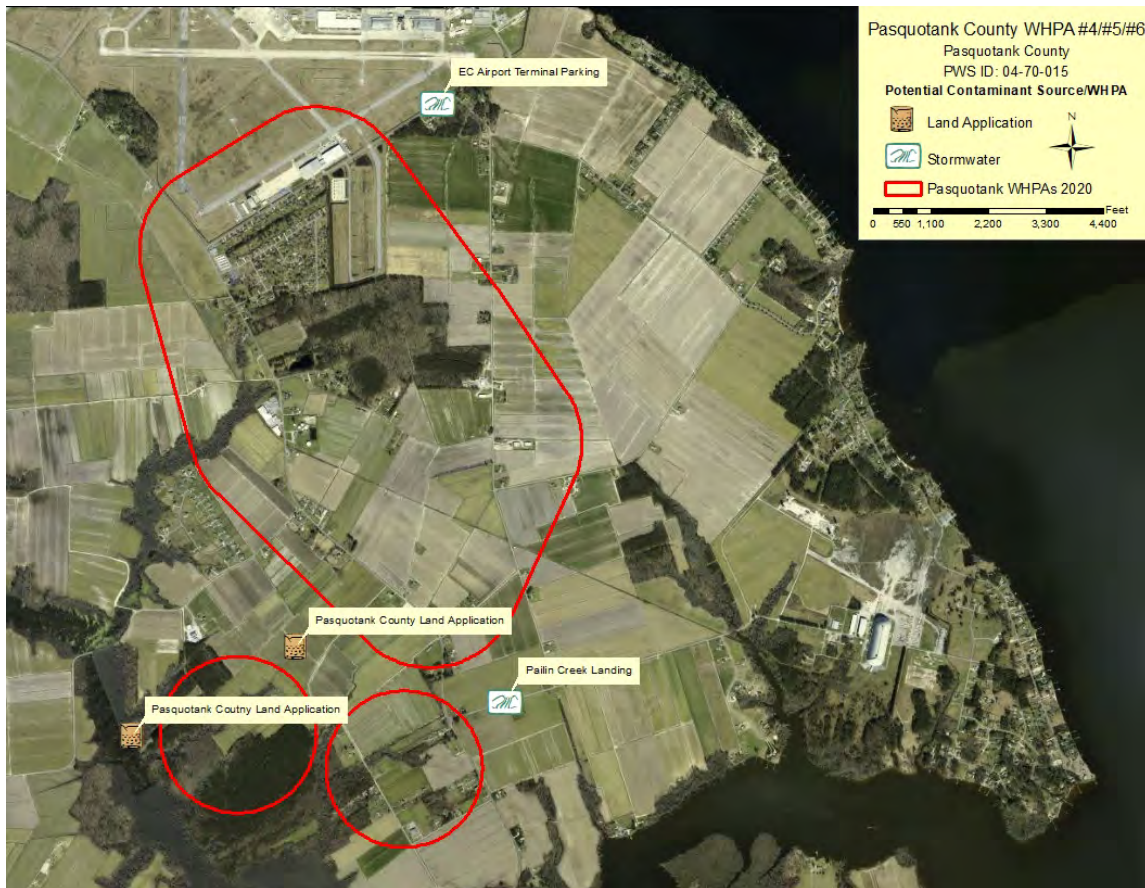 Pasquotank County WHPA #4/#5/#6
Pasquotank County
PWS ID: 04-70-015
Potential Contaminant Source/WHPA
Land Application
N
Stormwater
Pasquotank WHPAs 2020
Feet
0 550 1,100 2,200 3,300 4,400
EC Airport Terminal Parking
Pasquotank County Land Application
Pailin Creek Landing
Pasquotank Coutny Land Application